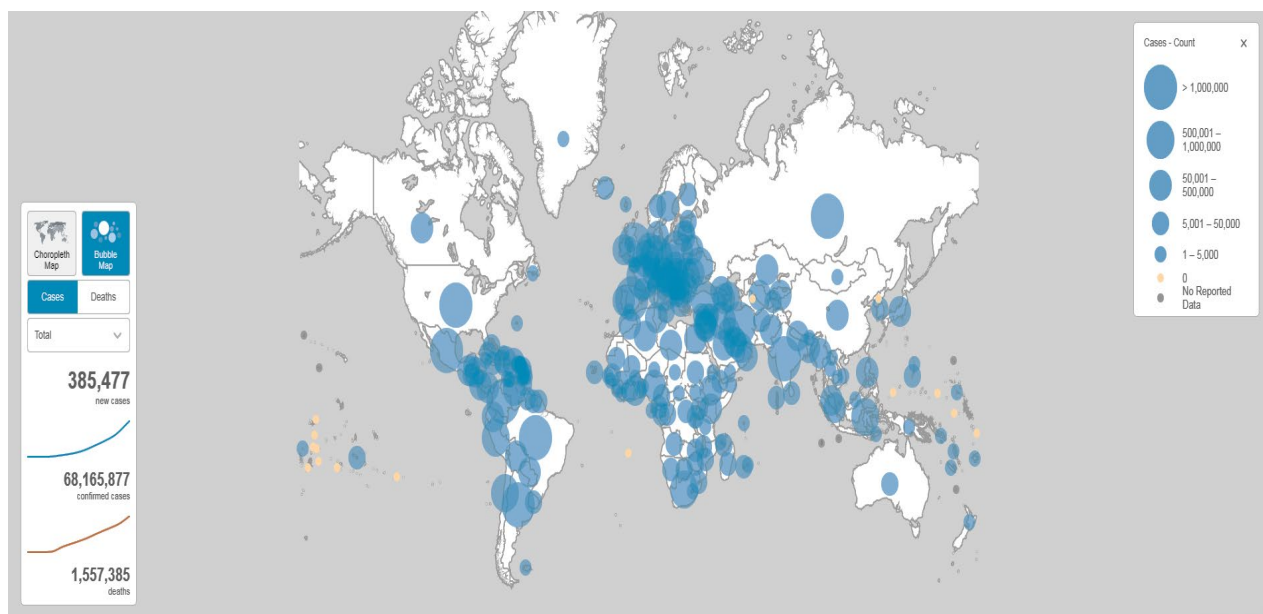 Choropleth
Map
Bubble
Map
Cases
Deaths
Total
385,477
new cases
68,165,877
confirmed cases
1,557,385
deaths
Cases - Count
X
> 1,000,000
500,001 –
1,000,000
50,001 –
500,000
5,001 – 50,000
1 – 5,000
0
No Reported
Data